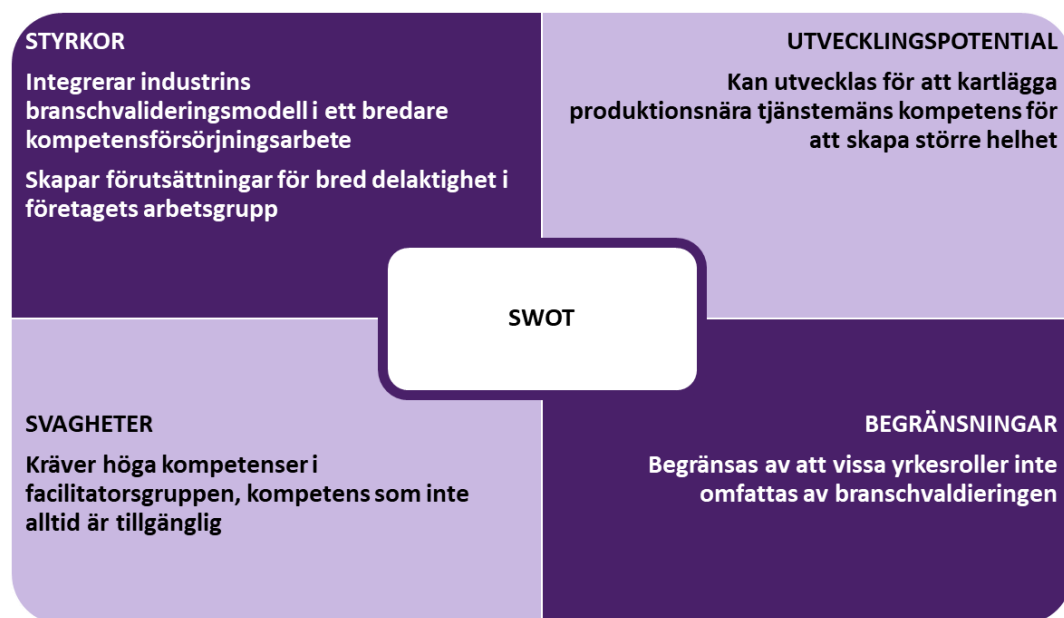 STYRKOR
Integrerar industrins
branschvalideringsmodell i ett bredare
kompetensförsörjningsarbete
Skapar förutsättningar för bred delaktighet i
företagets arbetsgrupp
UTVECKLINGSPOTENTIAL
Kan utvecklas för att kartlägga
produktionsnära tjänstemäns kompetens för
att skapa större helhet
SWOT
SVAGHETER
Kräver höga kompetenser i
facilitatorsgruppen, kompetens som inte
alltid är tillgänglig
BEGRÄNSNINGAR
Begränsas av att vissa yrkesroller inte
omfattas av branschvaldieringen